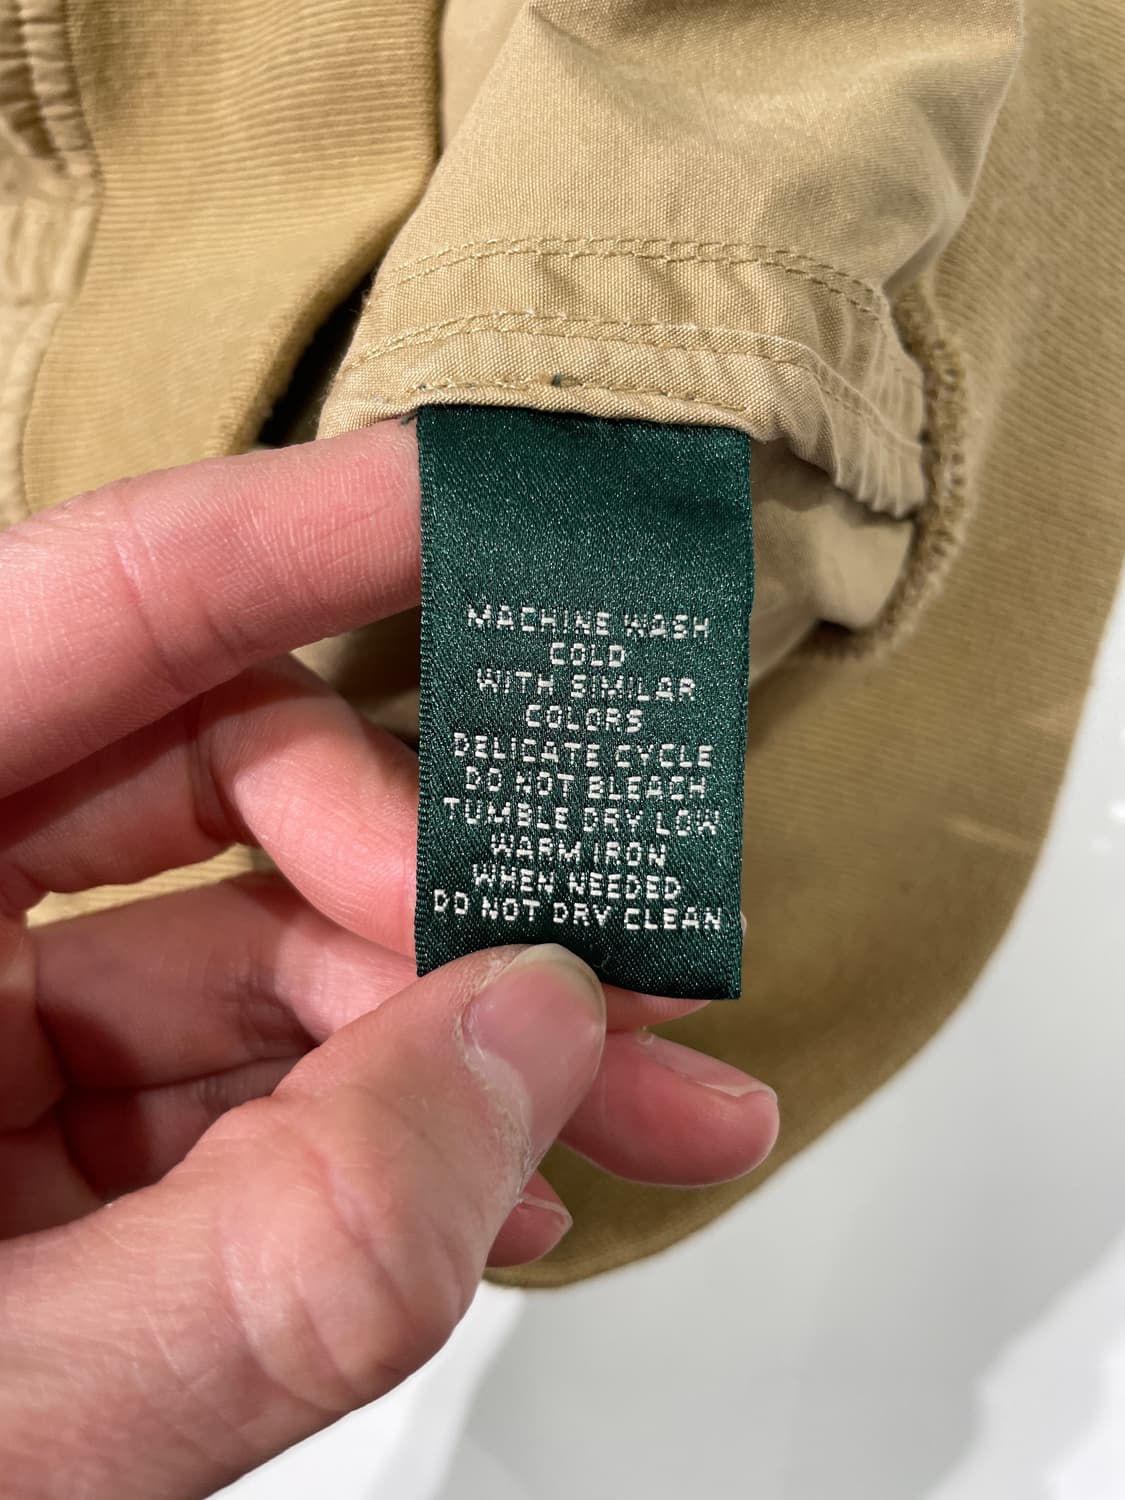 MACHINE WASH
COLD
WITH SIMILAR
COLORS
DELICATE CYCLE
DO NOT BLEACH
TUMBLE DRY LOW
WARM IRON
WHEN NEEDED
DO NOT DRY CLEAN